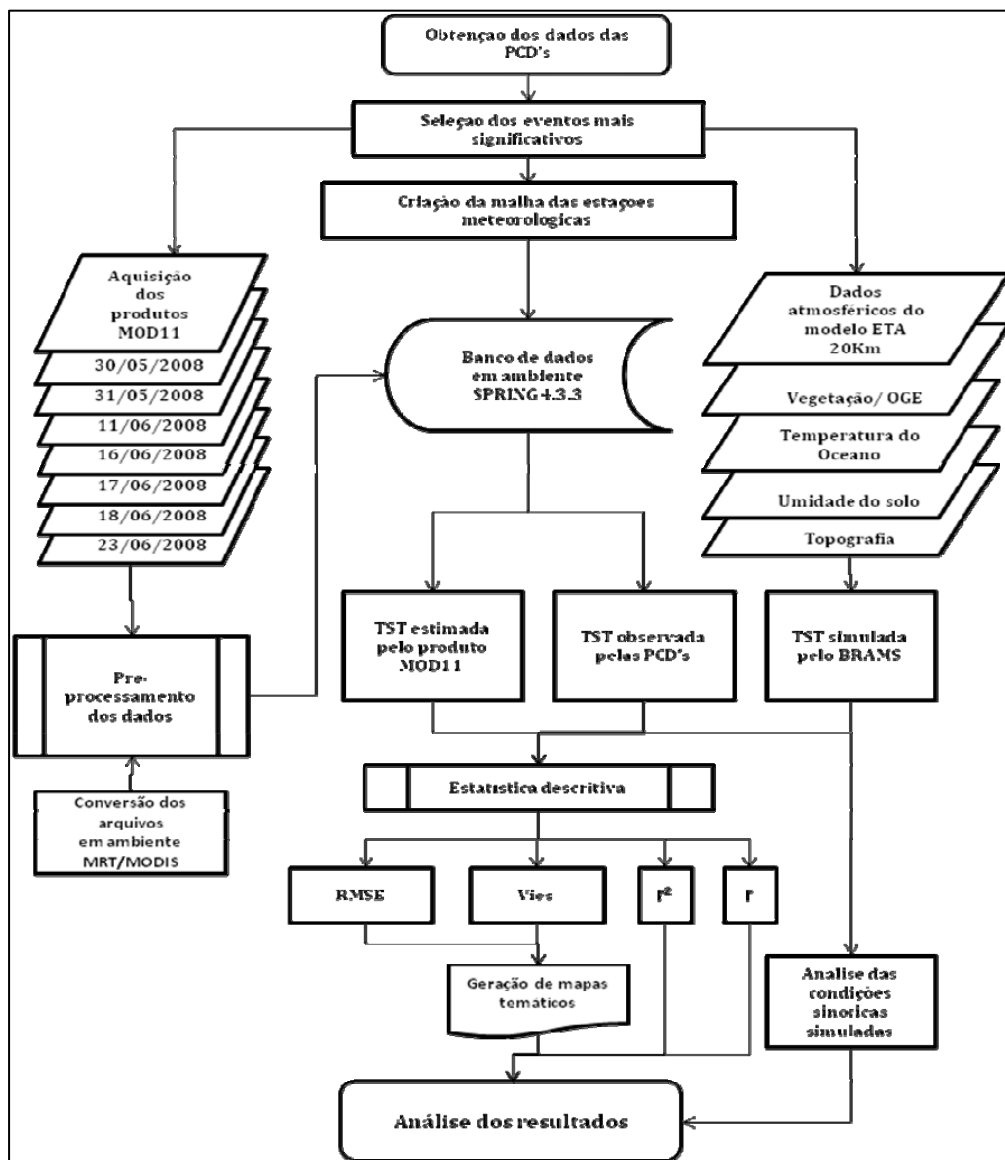 Obtençao dos dados das
PCD's
Seleçao dos eventos mais
significativos
Criação da malha das estações
meteorologicas
Aquisição
dos
produtos
MOD11
30/05/2008
31/05/2008
11/06/2008
16/06/2008
17/06/2008
18/06/2008
23/06/2008
Banco de dados
em ambiente
SPRING 4.3.3
Dados
atmosféricos do
modelo ETA
20Km
Vegetação/ OGE
Temperatura do
Oceano
Umidade do solo
Topografia
TST estimada
pelo produto
MOD11
TST observada
pelas PCD's
TST simulada
pelo BRAMS
Pre-
processamento
dos dados
Conversão dos
arquivos
em ambiente
MRT/MODIS
Estatistica descritiva
RMSE
Vies
r²
r
Geração de mapas
temáticos
Analise das
condições
sinoticas
simuladas
Análise dos resultados